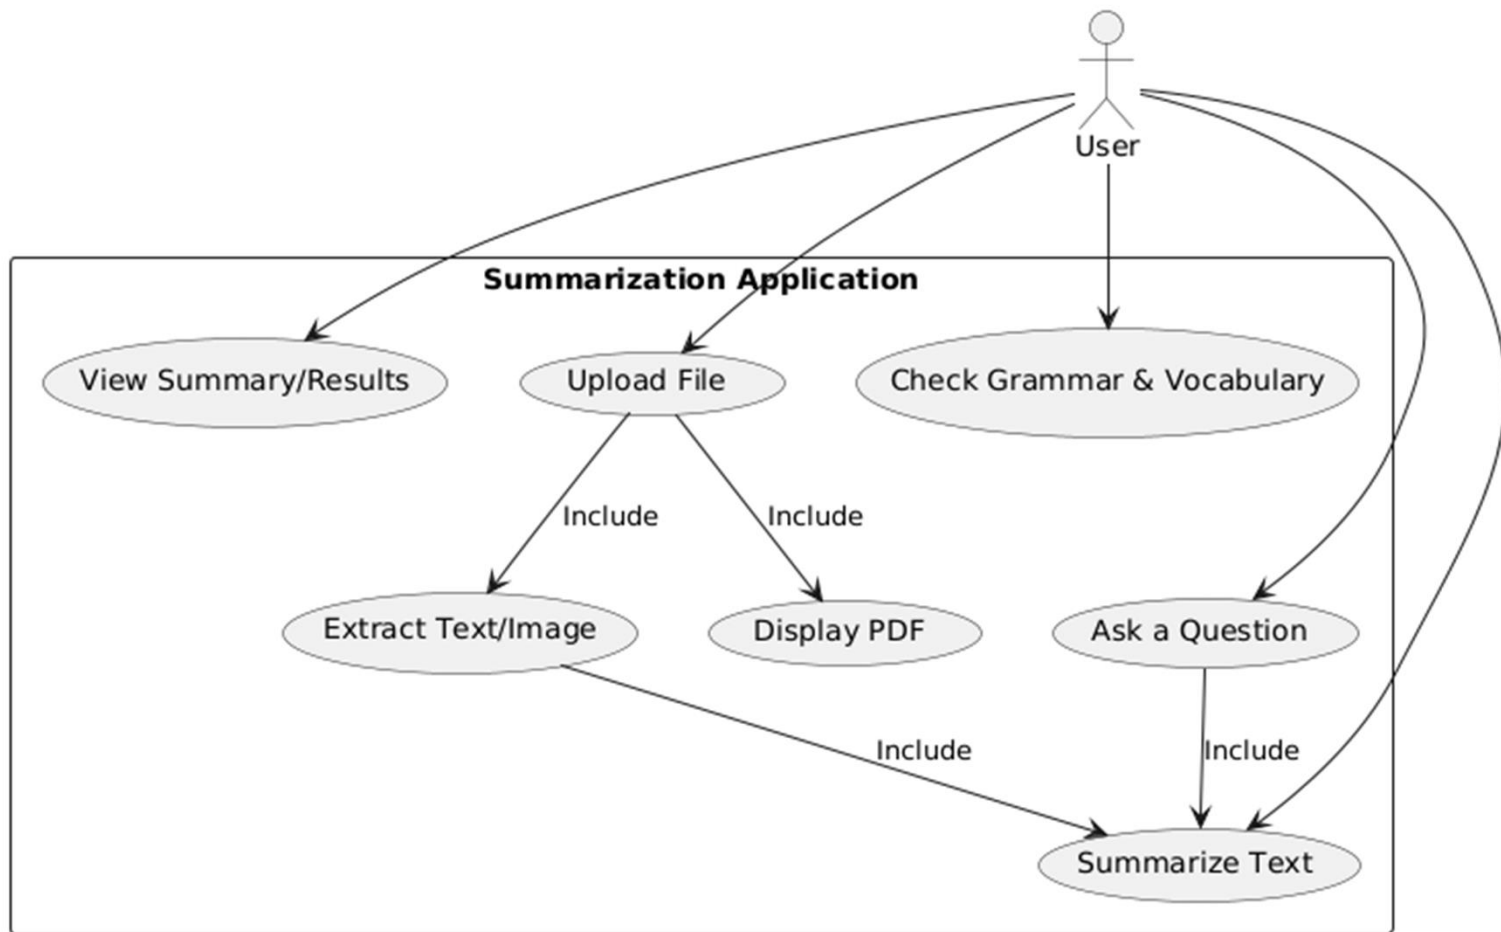 User
Summarization Application
View Summary/Results
Upload File
Check Grammar & Vocabulary
Include
Include
Extract Text/Image
Display PDF
Ask a Question
Include
Include
Summarize Text